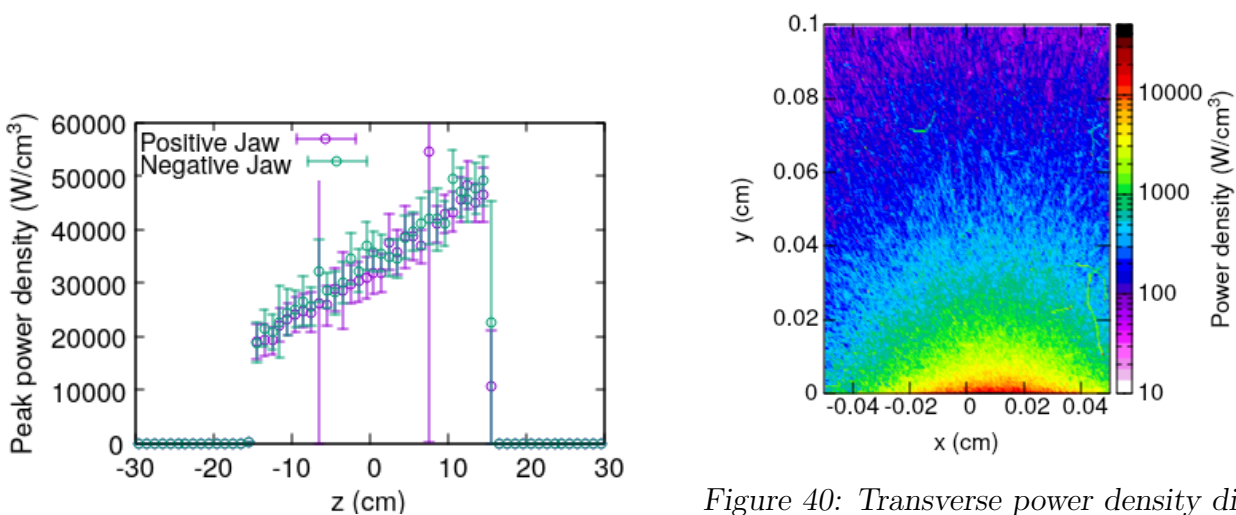 60000
50000
40000
30000
20000
10000
0
Peak power density (W/cm³)
Positive Jaw
Negative Jaw
-30 -20 -10 0 10 20 30
z (cm)
0.1
0.08
0.06
0.04
0.02
0
y (cm)
-0.04 -0.02 0 0.02 0.04
x (cm)
10000
1000
100
10
Power density (W/cm³)
Figure 40: Transverse power density di